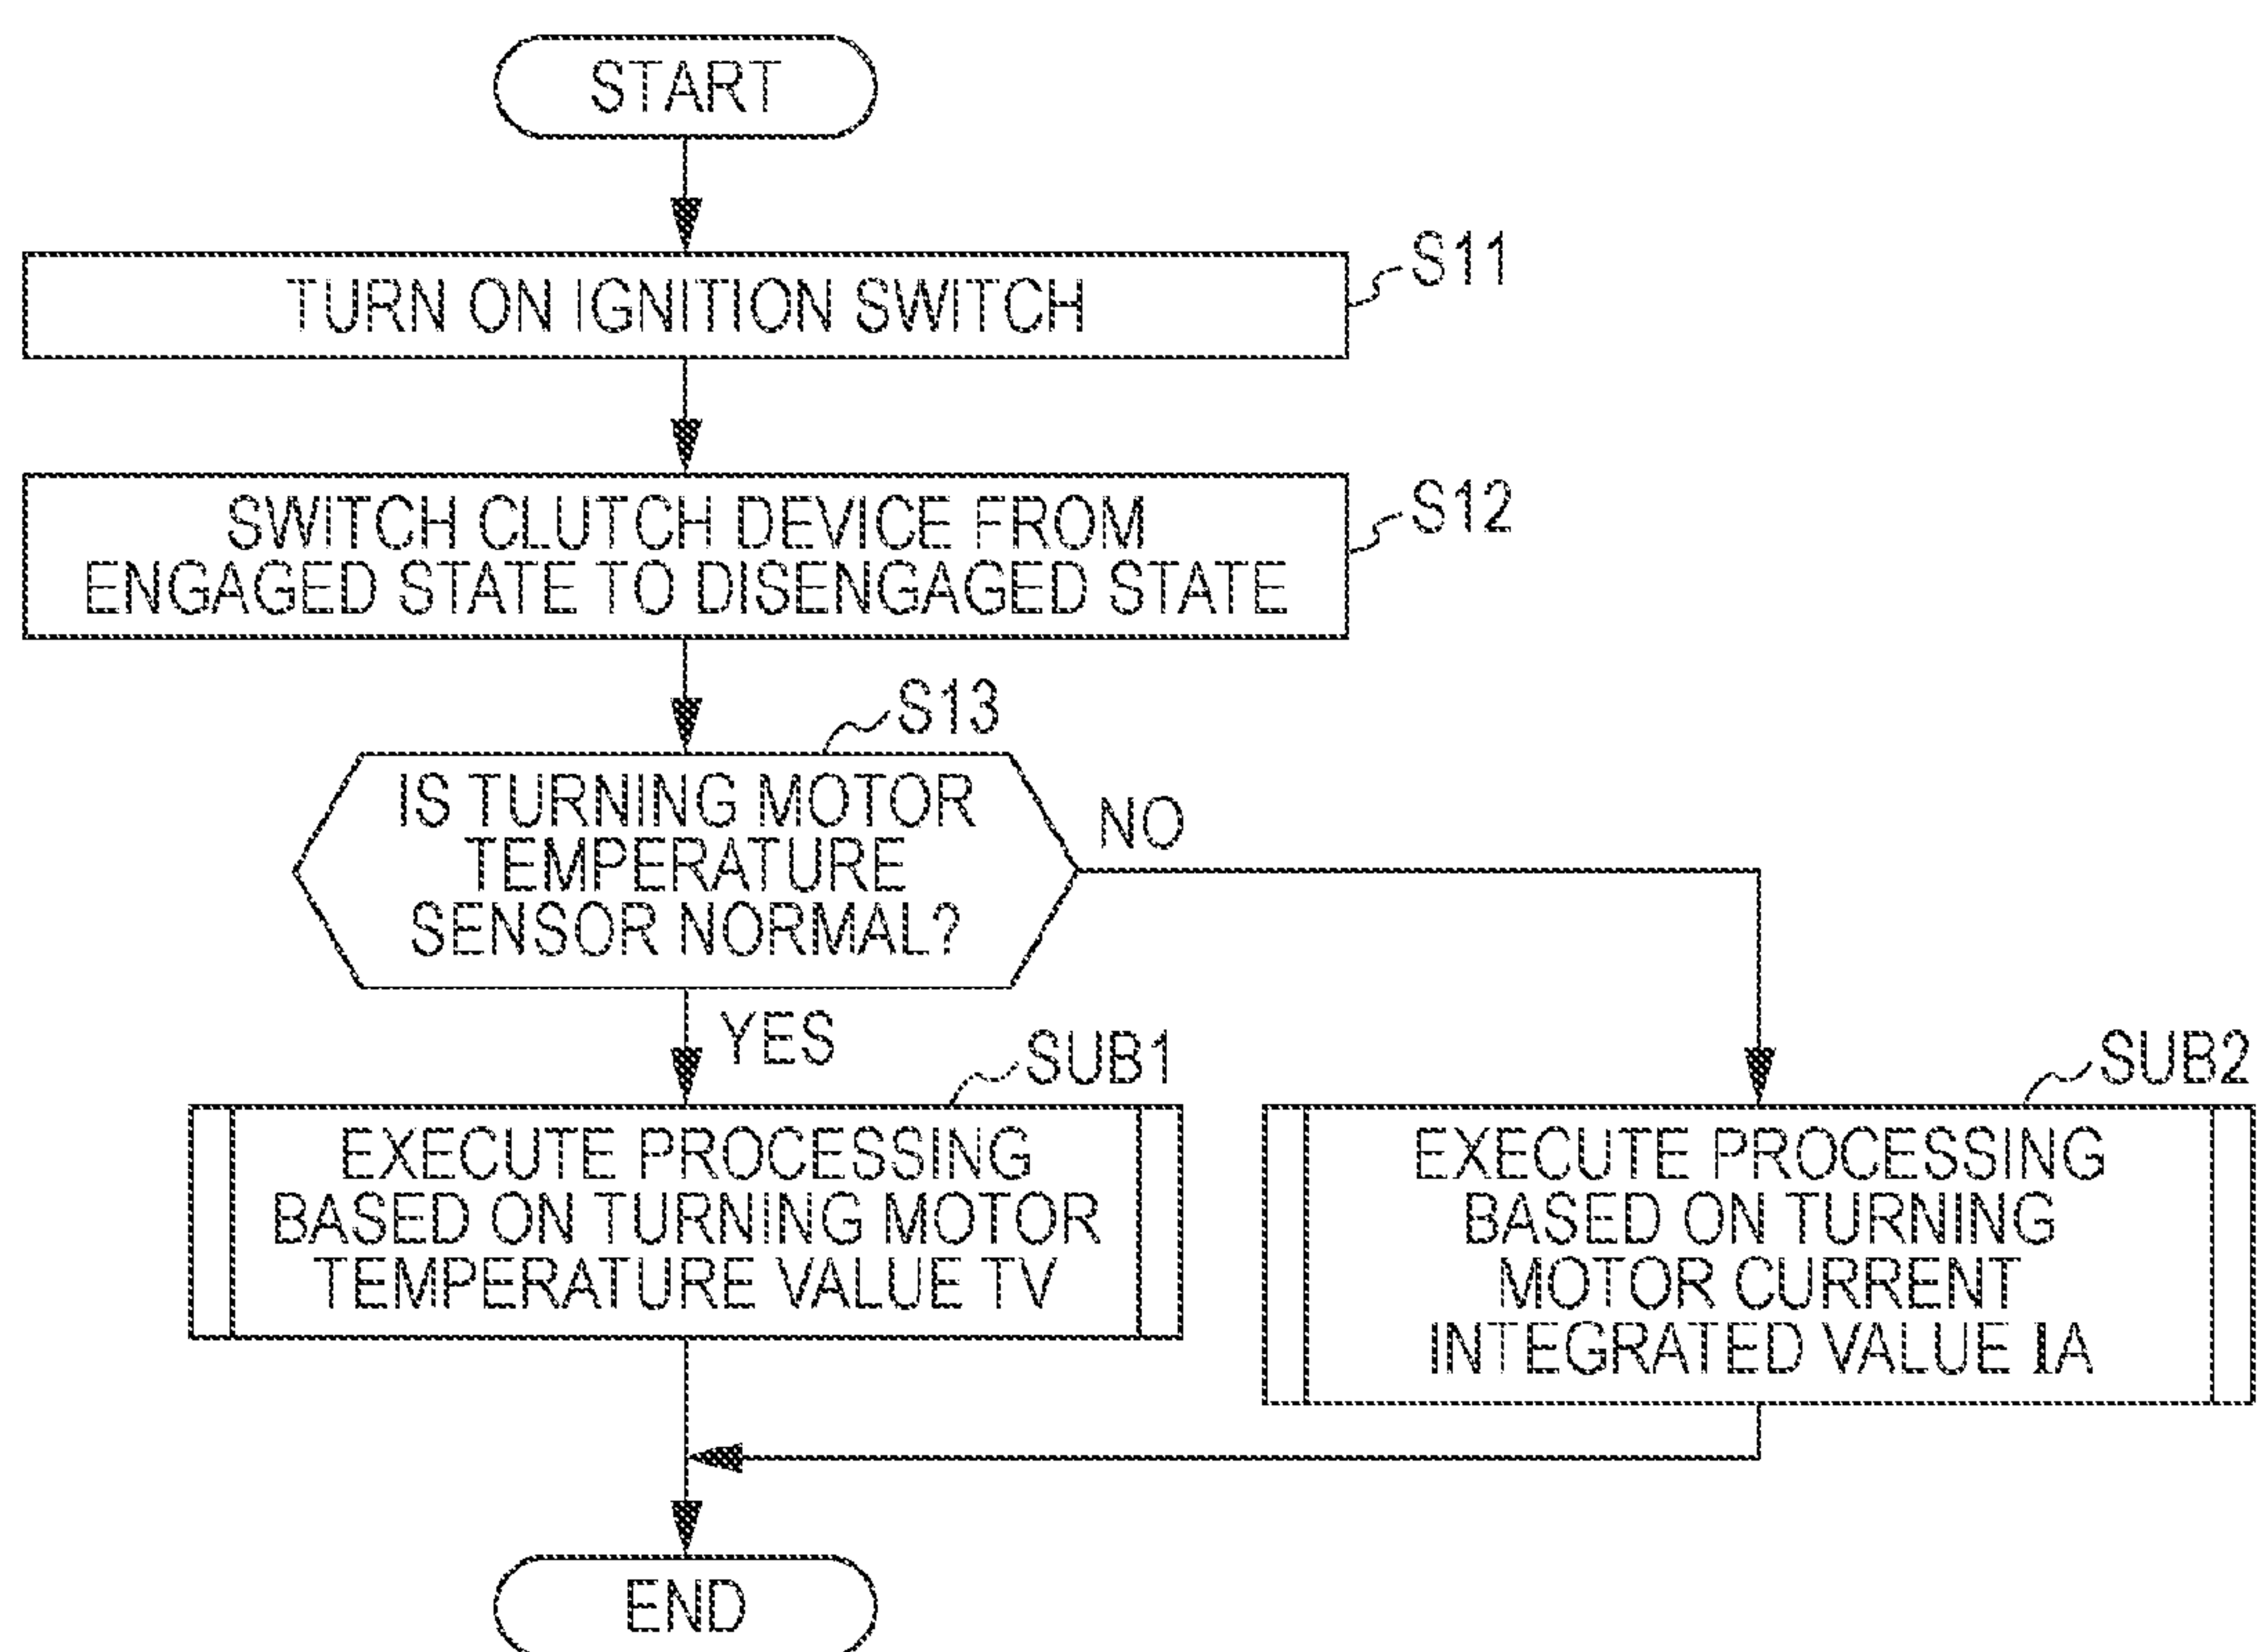 START
TURN ON IGNITION SWITCH
S11
SWITCH CLUTCH DEVICE FROM
ENGAGED STATE TO DISENGAGED STATE
S12
S13
IS TURNING MOTOR
TEMPERATURE
SENSOR NORMAL?
NO
YES
SUB1
EXECUTE PROCESSING
BASED ON TURNING MOTOR
TEMPERATURE VALUE TV
SUB2
EXECUTE PROCESSING
BASED ON TURNING
MOTOR CURRENT
INTEGRATED VALUE IA
END